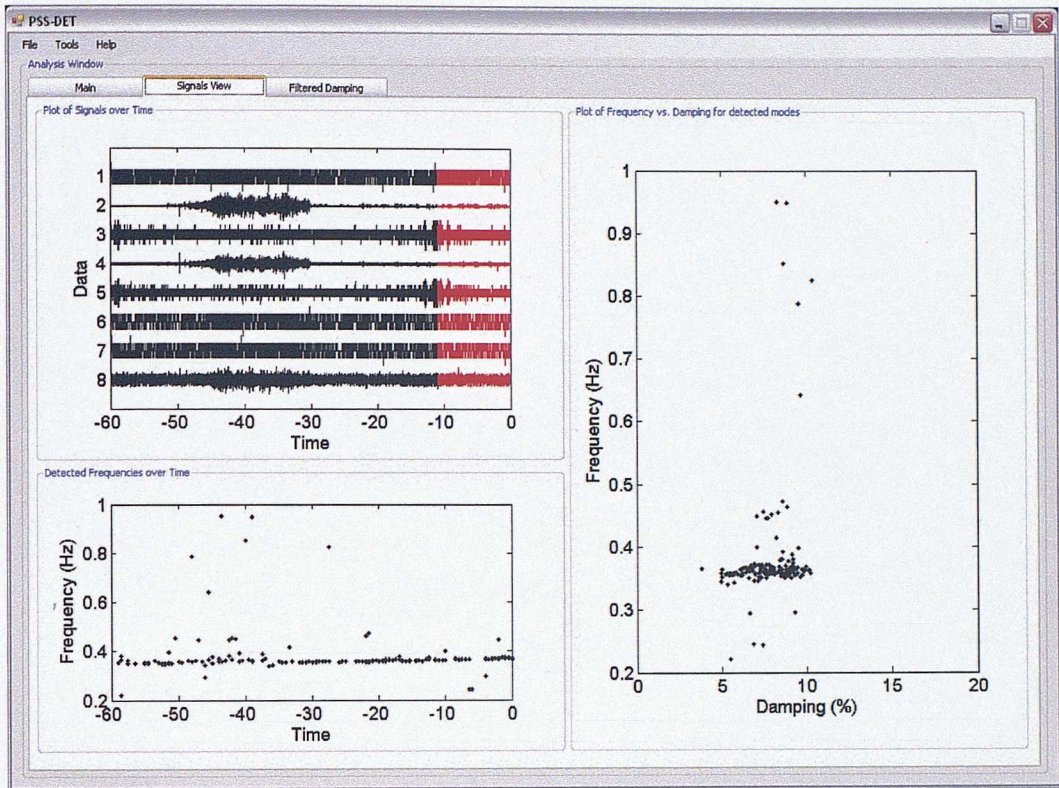 PSS-DET
File Tools Help
Analysis Window
Main Signals View Filtered Damping
Plot of Signals over Time
1
2
3
4
5
6
7
8
Data
-60 -50 -40 -30 -20 -10 0
Time
Detected Frequencies over Time
1
0.8
0.6
0.4
0.2
Frequency (Hz)
-60 -50 -40 -30 -20 -10 0
Time
Plot of Frequency vs. Damping for detected modes
1
0.9
0.8
0.7
0.6
0.5
0.4
0.3
0.2
Frequency (Hz)
0 5 10 15 20
Damping (%)